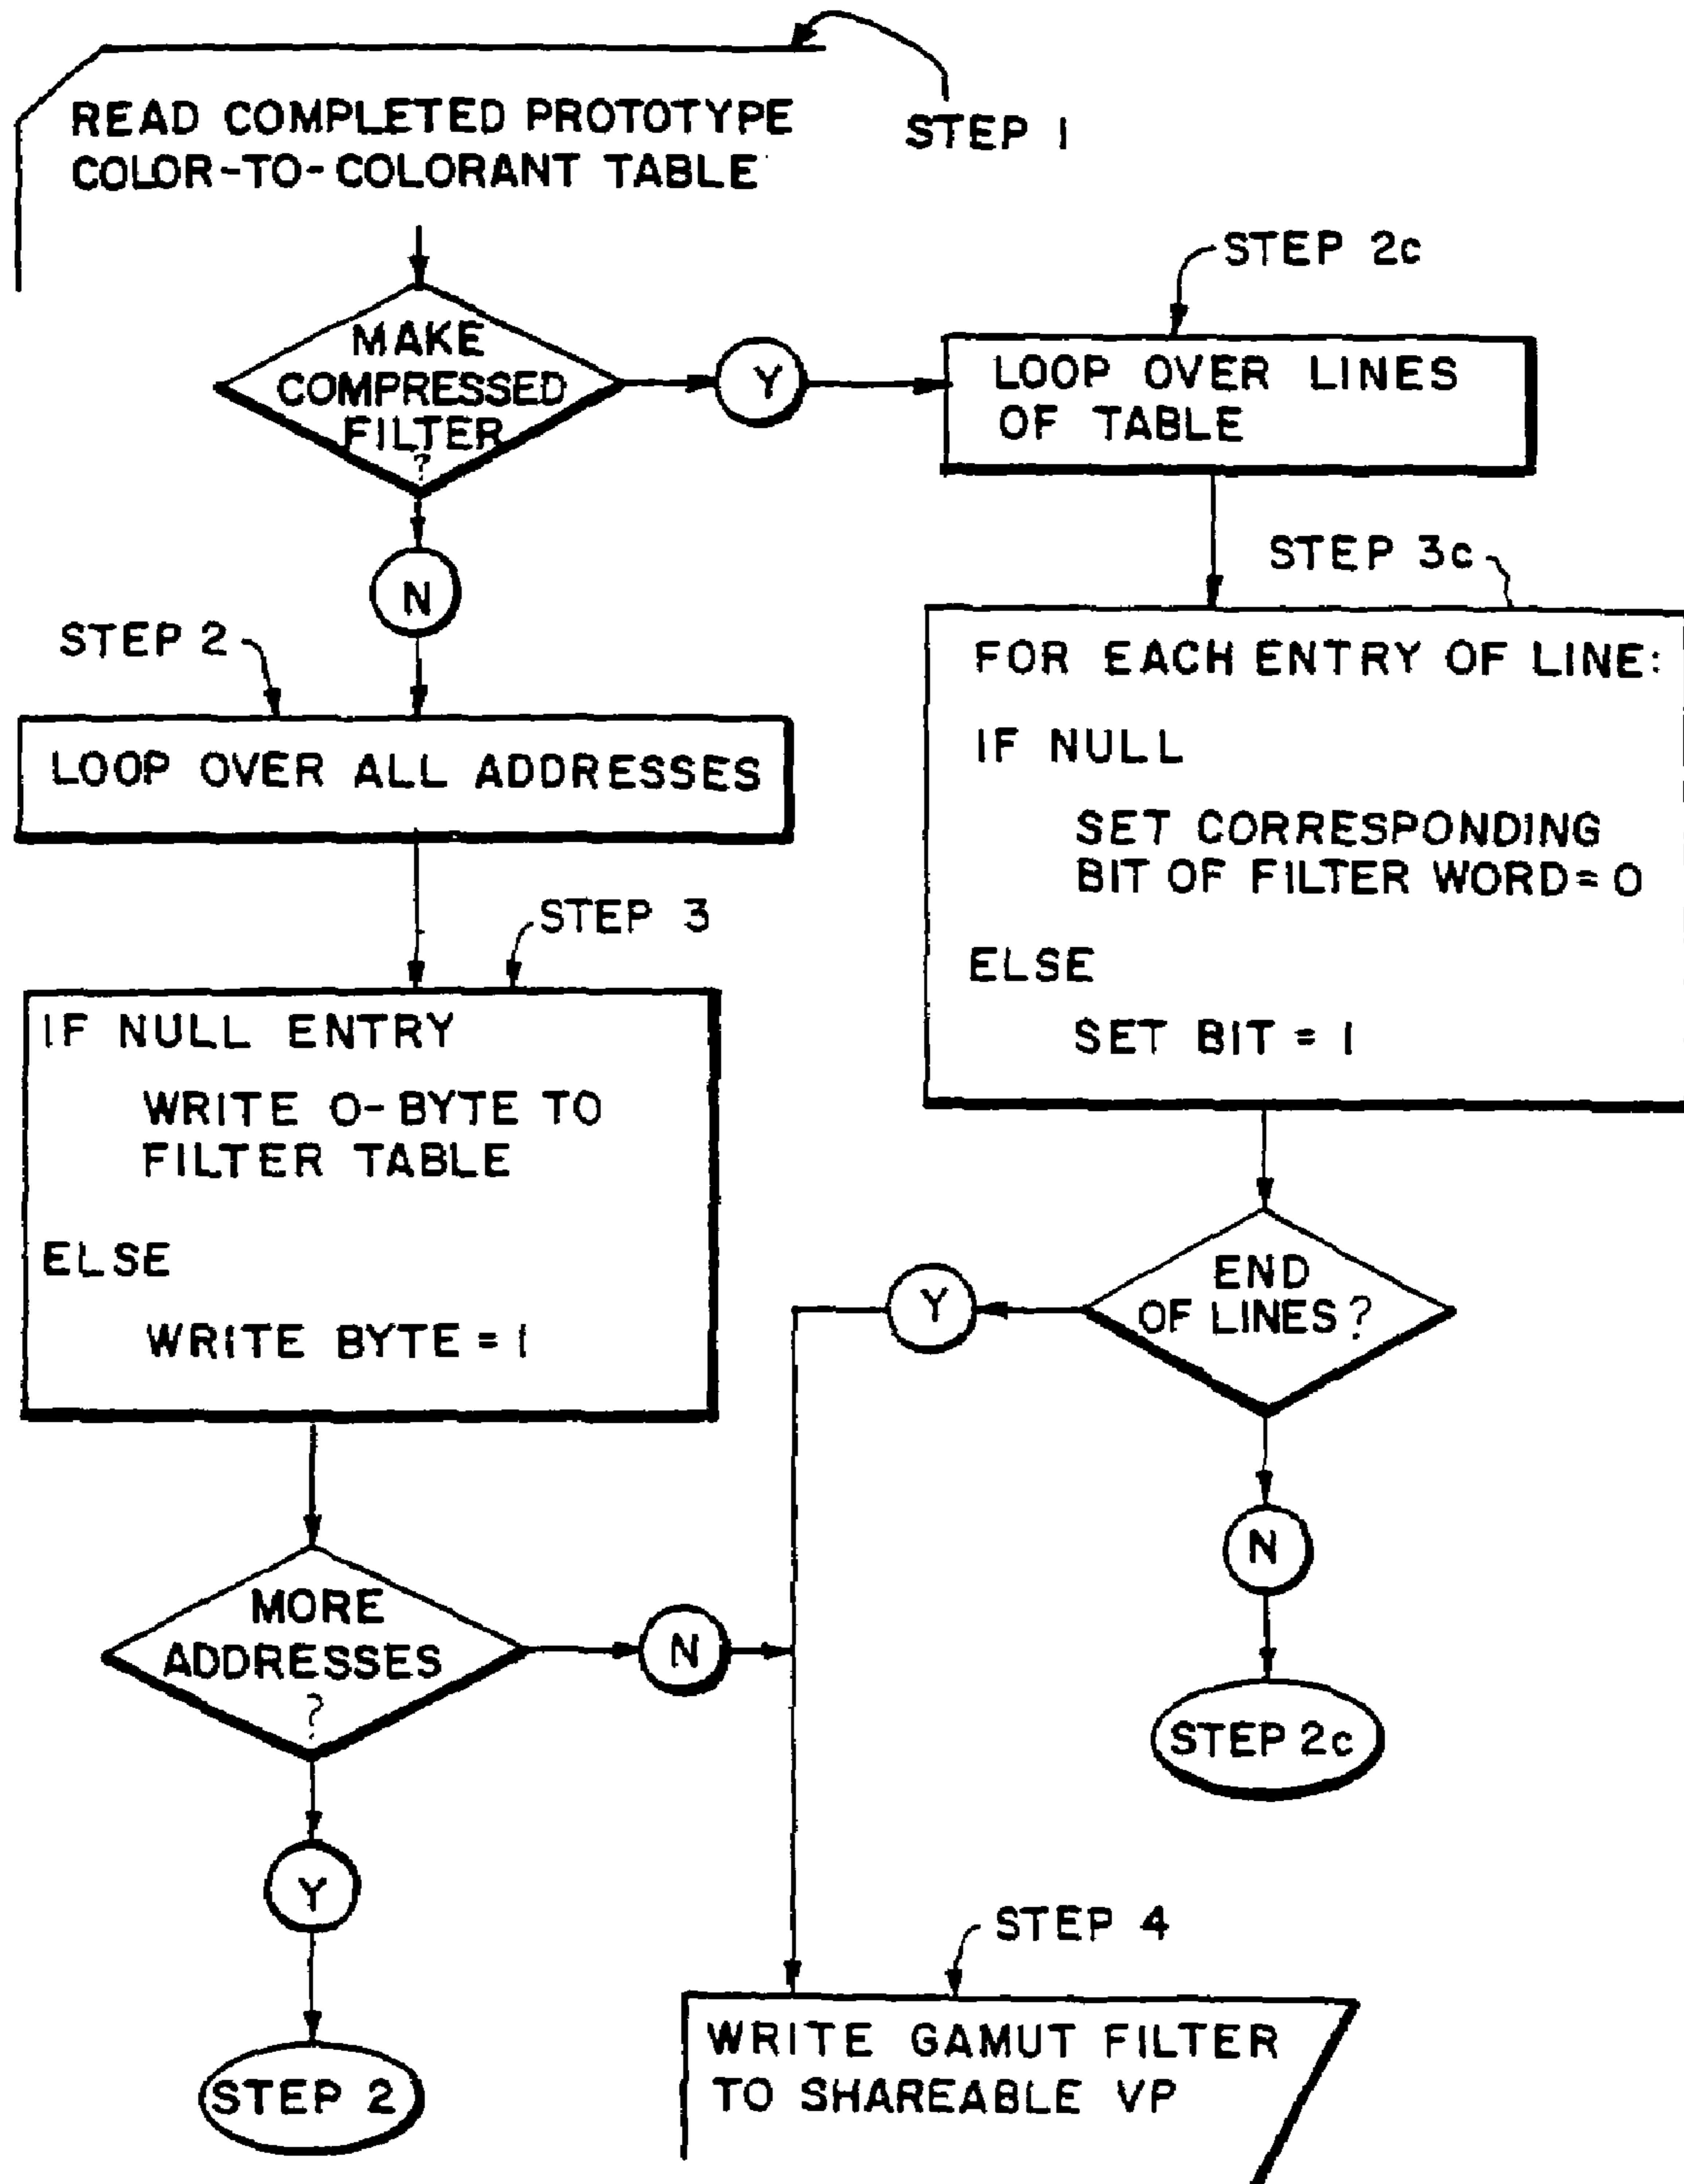 READ COMPLETED PROTOTYPE
COLOR-TO-COLORANT TABLE
STEP 1
MAKE
COMPRESSED
FILTER
?
Y
STEP 2c
LOOP OVER LINES
OF TABLE
N
STEP 2
LOOP OVER ALL ADDRESSES
STEP 3c
FOR EACH ENTRY OF LINE:
IF NULL
SET CORRESPONDING
BIT OF FILTER WORD=0
ELSE
SET BIT = 1
STEP 3
IF NULL ENTRY
WRITE 0-BYTE TO
FILTER TABLE
ELSE
WRITE BYTE = 1
END
OF LINES?
Y
N
STEP 2c
MORE
ADDRESSES
?
N
Y
STEP 2
STEP 4
WRITE GAMUT FILTER
TO SHAREABLE VP